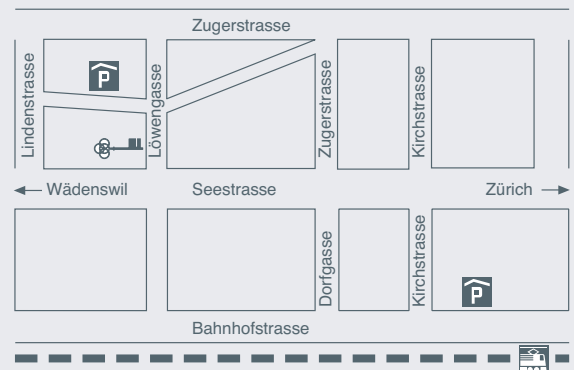 Zugerstrasse
Lindenstrasse
P
Löwengasse
Zugerstrasse
Kirchstrasse
Wädenswil
Seestrasse
Zürich
Dorfgasse
Kirchstrasse
P
Bahnhofstrasse